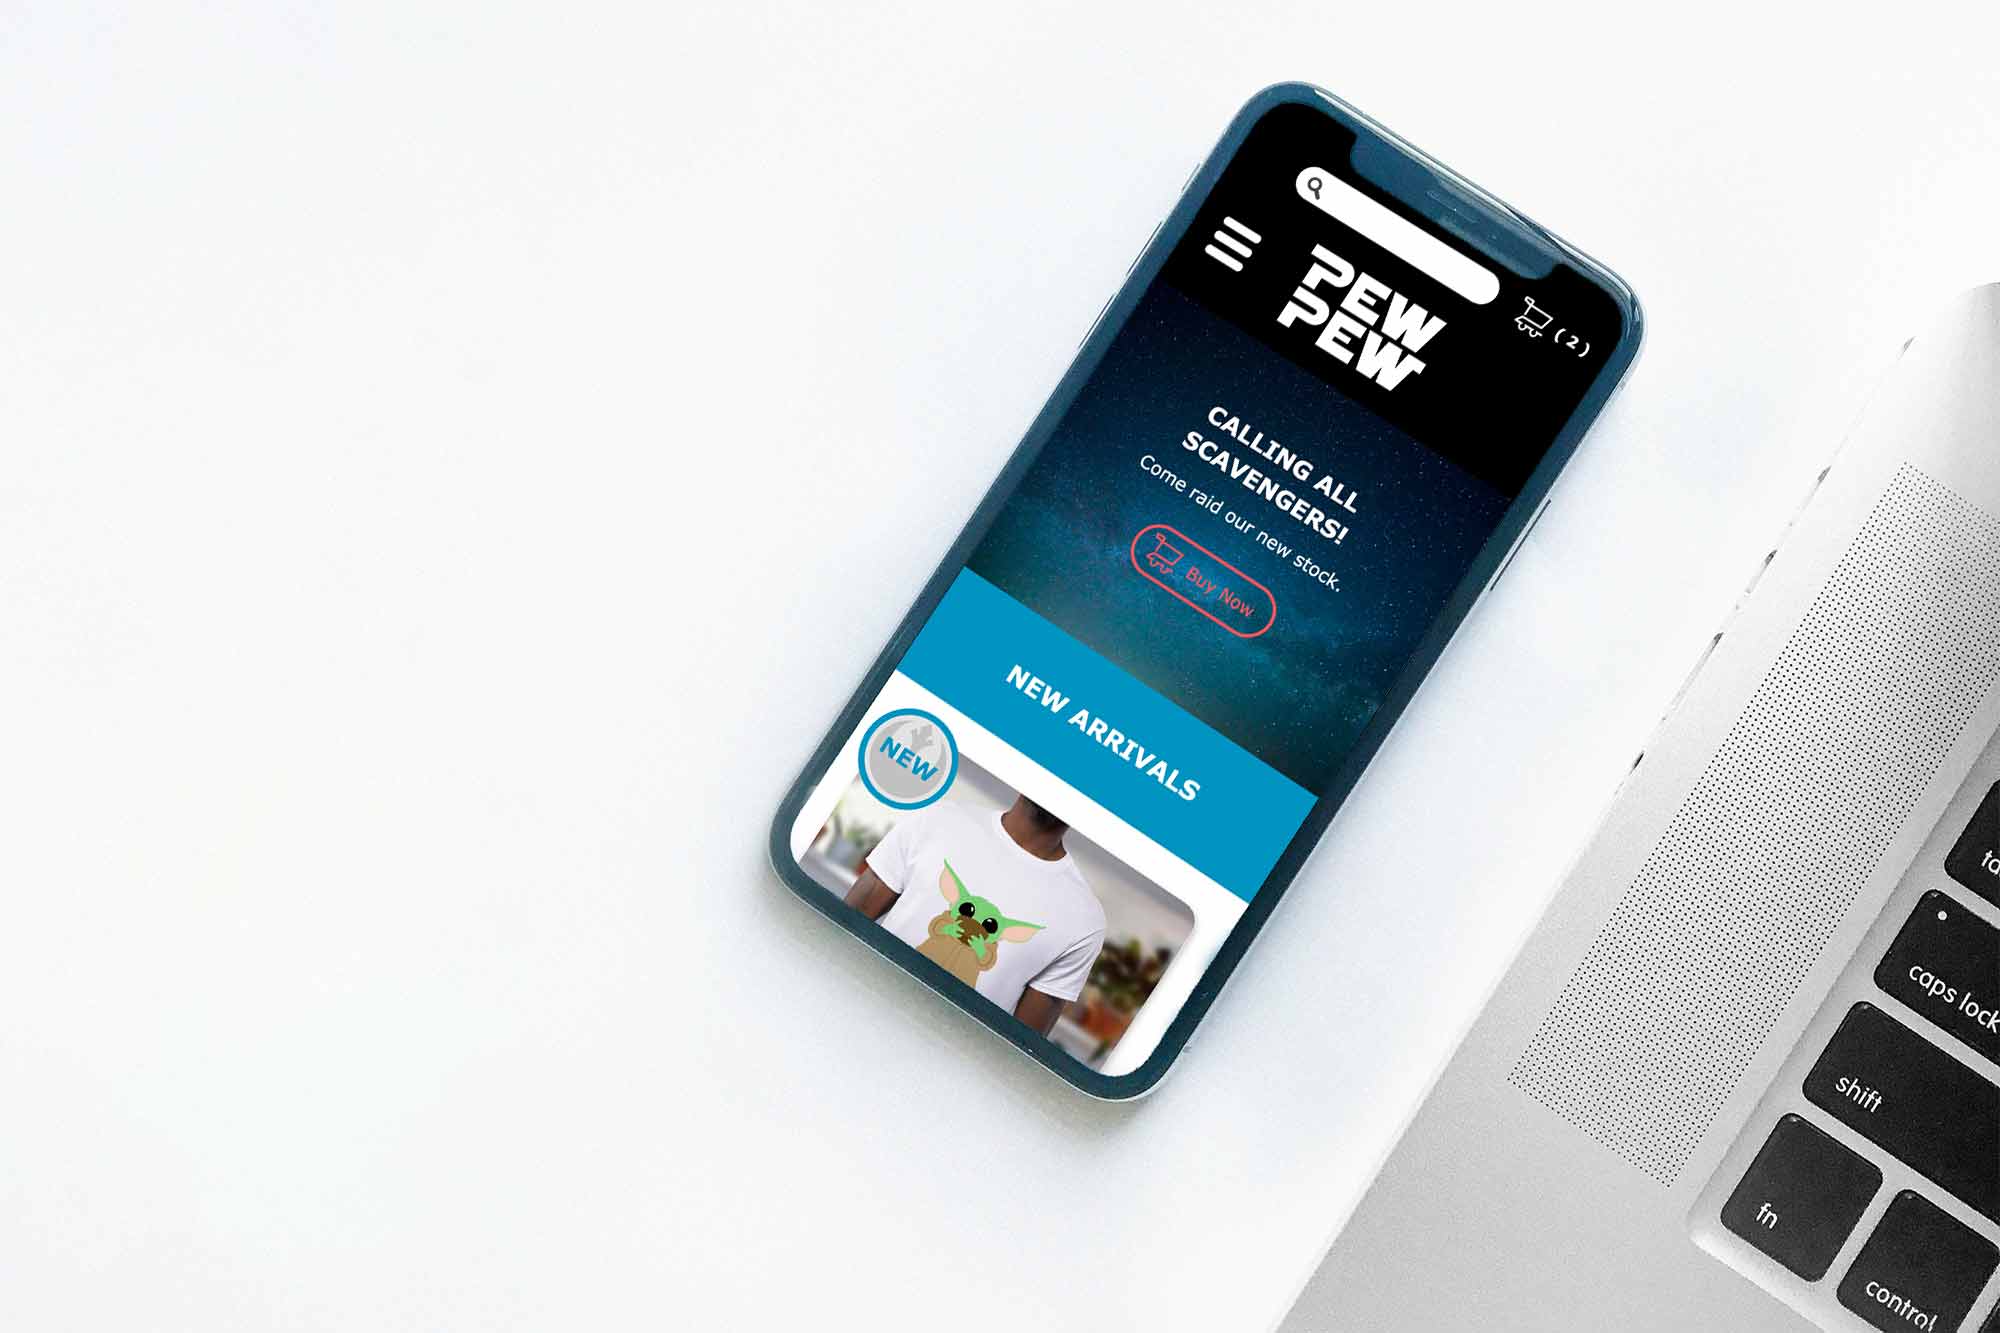 PEW
PEW
( 2 )
CALLING ALL
SCAVENGERS!
Come raid our new stock.
Buy Now
NEW ARRIVALS
NEW
caps lock
shift
fn
control